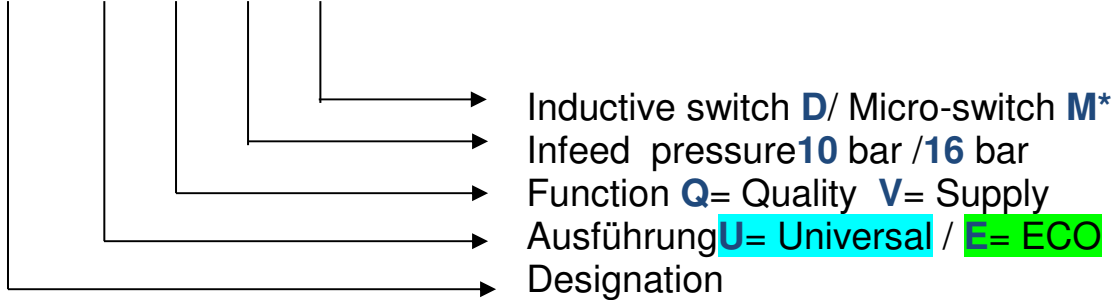 Inductive switch D/ Micro-switch M*
Infeed  pressure10 bar /16 bar
Function Q= Quality  V= Supply
AusführungU= Universal / E= ECO
Designation